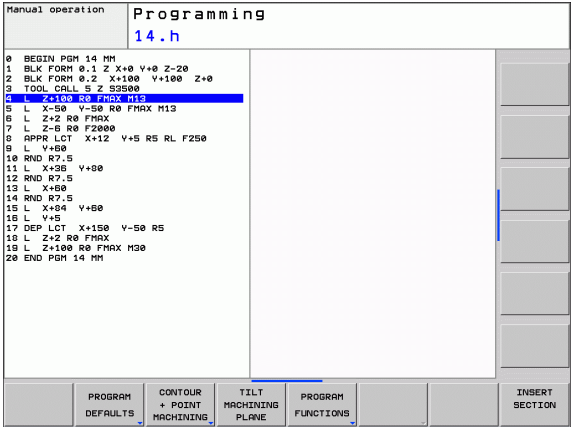 Manual operation
Programming
14.h
0 BEGIN PGM 14 MM
1 BLK FORM 0.1 Z X+0 Y+0 Z-20
2 BLK FORM 0.2 X+100 Y+100 Z+0
3 TOOL CALL 5 Z S3500
4 L Z+100 R0 FMAX M13
5 L X-50 Y-50 R0 FMAX M13
6 L Z+2 R0 FMAX
7 L Z-6 R0 F2000
8 APPR LCT X+12 Y+5 R5 RL F250
9 L Y+60
10 RND R7.5
11 L X+36 Y+80
12 RND R7.5
13 L X+60
14 RND R7.5
15 L X+84 Y+60
16 L Y+5
17 DEP LCT X+150 Y-50 R5
18 L Z+2 R0 FMAX
19 L Z+100 R0 FMAX M30
20 END PGM 14 MM
PROGRAM
DEFAULTS
CONTOUR
+ POINT
MACHINING
TILT
MACHINING
PLANE
PROGRAM
FUNCTIONS
INSERT
SECTION